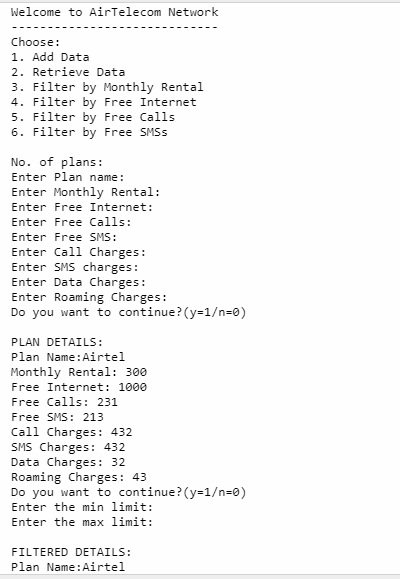 Welcome to AirTelecom Network
-----------------------------
Choose:
1. Add Data
2. Retrieve Data
3. Filter by Monthly Rental
4. Filter by Free Internet
5. Filter by Free Calls
6. Filter by Free SMSs
No. of plans:
Enter Plan name:
Enter Monthly Rental:
Enter Free Internet:
Enter Free Calls:
Enter Free SMS:
Enter Call Charges:
Enter SMS charges:
Enter Data Charges:
Enter Roaming Charges:
Do you want to continue?(y=1/n=0)
PLAN DETAILS:
Plan Name:Airtel
Monthly Rental: 300
Free Internet: 1000
Free Calls: 231
Free SMS: 213
Call Charges: 432
SMS Charges: 432
Data Charges: 32
Roaming Charges: 43
Do you want to continue?(y=1/n=0)
Enter the min limit:
Enter the max limit:
FILTERED DETAILS:
Plan Name:Airtel